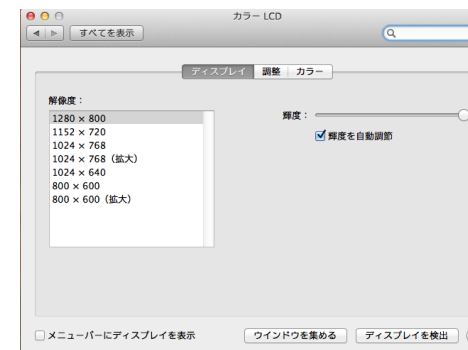 カラー LCD
すべてを表示
ディスプレイ 調整 カラー
解像度：
1280 × 800
1152 × 720
1024 × 768
1024 × 768（拡大）
1024 × 640
800 × 600
800 × 600（拡大）
輝度：
輝度を自動調節
メニューバーにディスプレイを表示
ウインドウを集める
ディスプレイを検出